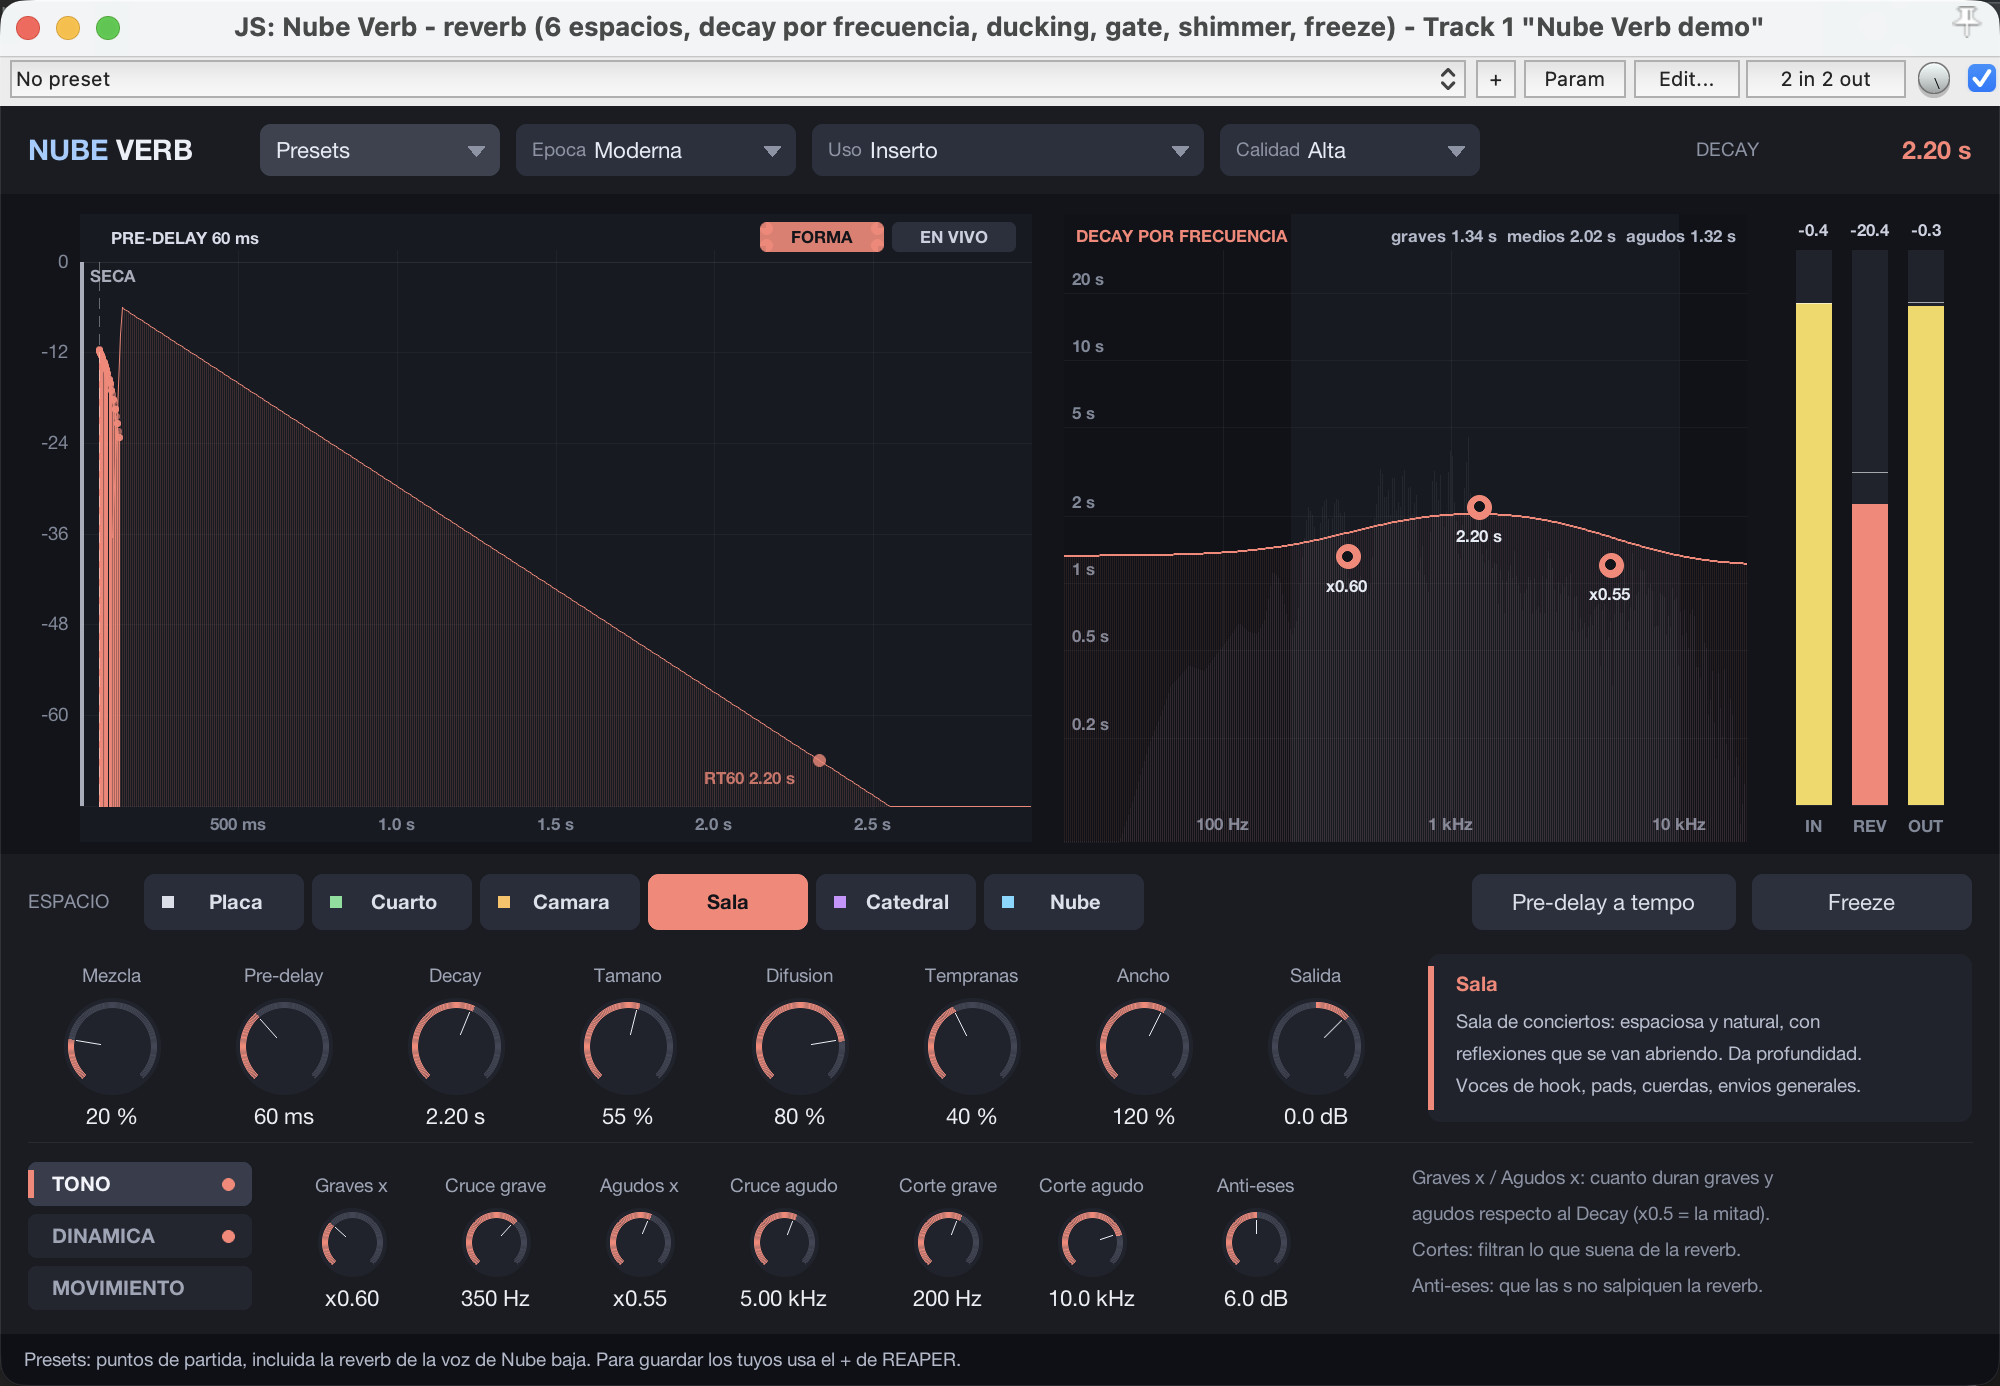 JS: Nube Verb - reverb (6 espacios, decay por frecuencia, ducking, gate, shimmer, freeze) - Track 1 "Nube Verb demo"
No preset
+
Param
Edit...
2 in 2 out
NUBE VERB
Presets
Epoca Moderna
Uso Inserto
Calidad Alta
DECAY
2.20 s
PRE-DELAY 60 ms
FORMA
EN VIVO
SECA
0
-12
-24
-36
-48
-60
RT60 2.20 s
500 ms
1.0 s
1.5 s
2.0 s
2.5 s
DECAY POR FRECUENCIA
graves 1.34 s medios 2.02 s agudos 1.32 s
20 s
10 s
5 s
2 s
1 s
0.5 s
0.2 s
2.20 s
x0.60
x0.55
100 Hz
1 kHz
10 kHz
-0.4
-20.4
-0.3
IN
REV
OUT
ESPACIO
Placa
Cuarto
Camara
Sala
Catedral
Nube
Pre-delay a tempo
Freeze
Mezcla
Pre-delay
Decay
Tamano
Difusion
Tempranas
Ancho
Salida
20 %
60 ms
2.20 s
55 %
80 %
40 %
120 %
0.0 dB
Sala
Sala de conciertos: espaciosa y natural, con
reflexiones que se van abriendo. Da profundidad.
Voces de hook, pads, cuerdas, envios generales.
TONO
DINAMICA
MOVIMIENTO
Graves x
Cruce grave
Agudos x
Cruce agudo
Corte grave
Corte agudo
Anti-eses
x0.60
350 Hz
x0.55
5.00 kHz
200 Hz
10.0 kHz
6.0 dB
Graves x / Agudos x: cuanto duran graves y
agudos respecto al Decay (x0.5 = la mitad).
Cortes: filtran lo que suena de la reverb.
Anti-eses: que las s no salpiquen la reverb.
Presets: puntos de partida, incluida la reverb de la voz de Nube baja. Para guardar los tuyos usa el + de REAPER.